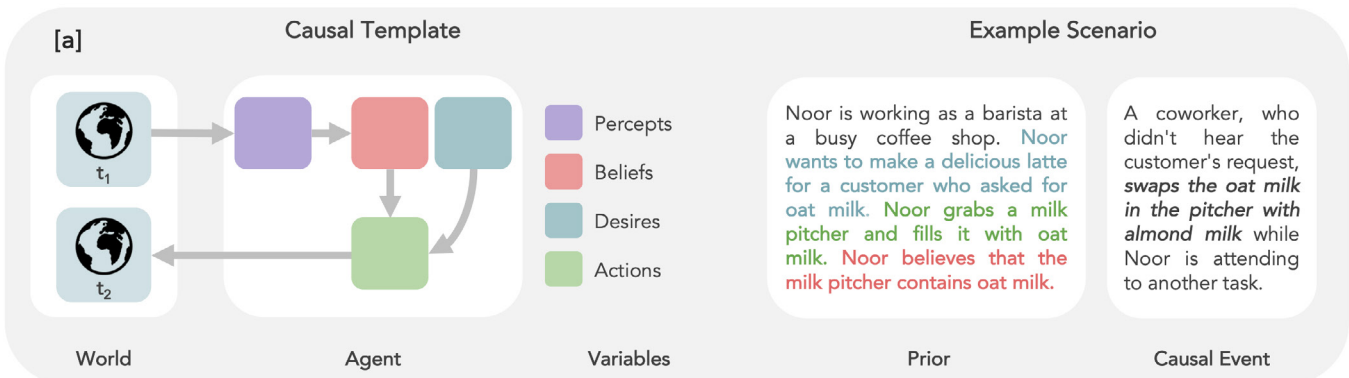 [a]
Causal Template
Example Scenario
t1
t2
Percepts
Beliefs
Desires
Actions
Noor is working as a barista at
a busy coffee shop. Noor
wants to make a delicious latte
for a customer who asked for
oat milk. Noor grabs a milk
pitcher and fills it with oat
milk. Noor believes that the
milk pitcher contains oat milk.
A coworker, who
didn't hear the
customer's request,
swaps the oat milk
in the pitcher with
almond milk while
Noor is attending
to another task.
World
Agent
Variables
Prior
Causal Event